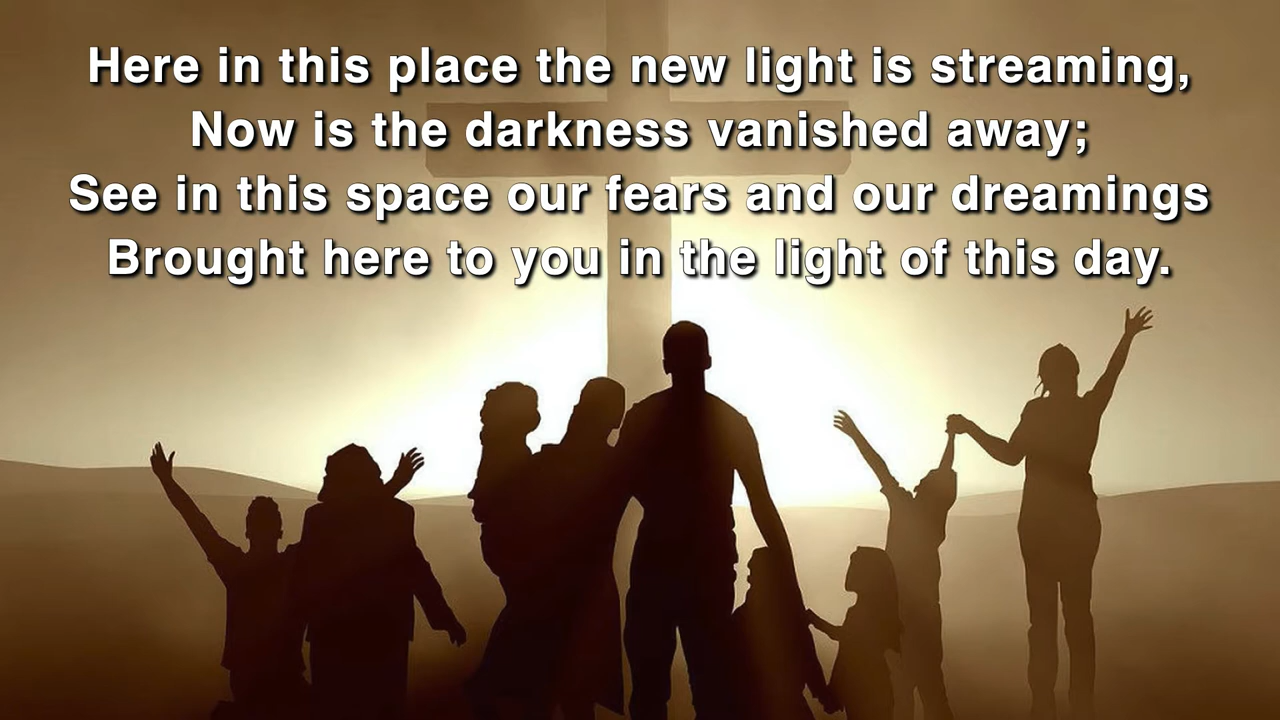 Here in this place the new light is streaming,
Now is the darkness vanished away;
See in this space our fears and our dreamings
Brought here to you in the light of this day.